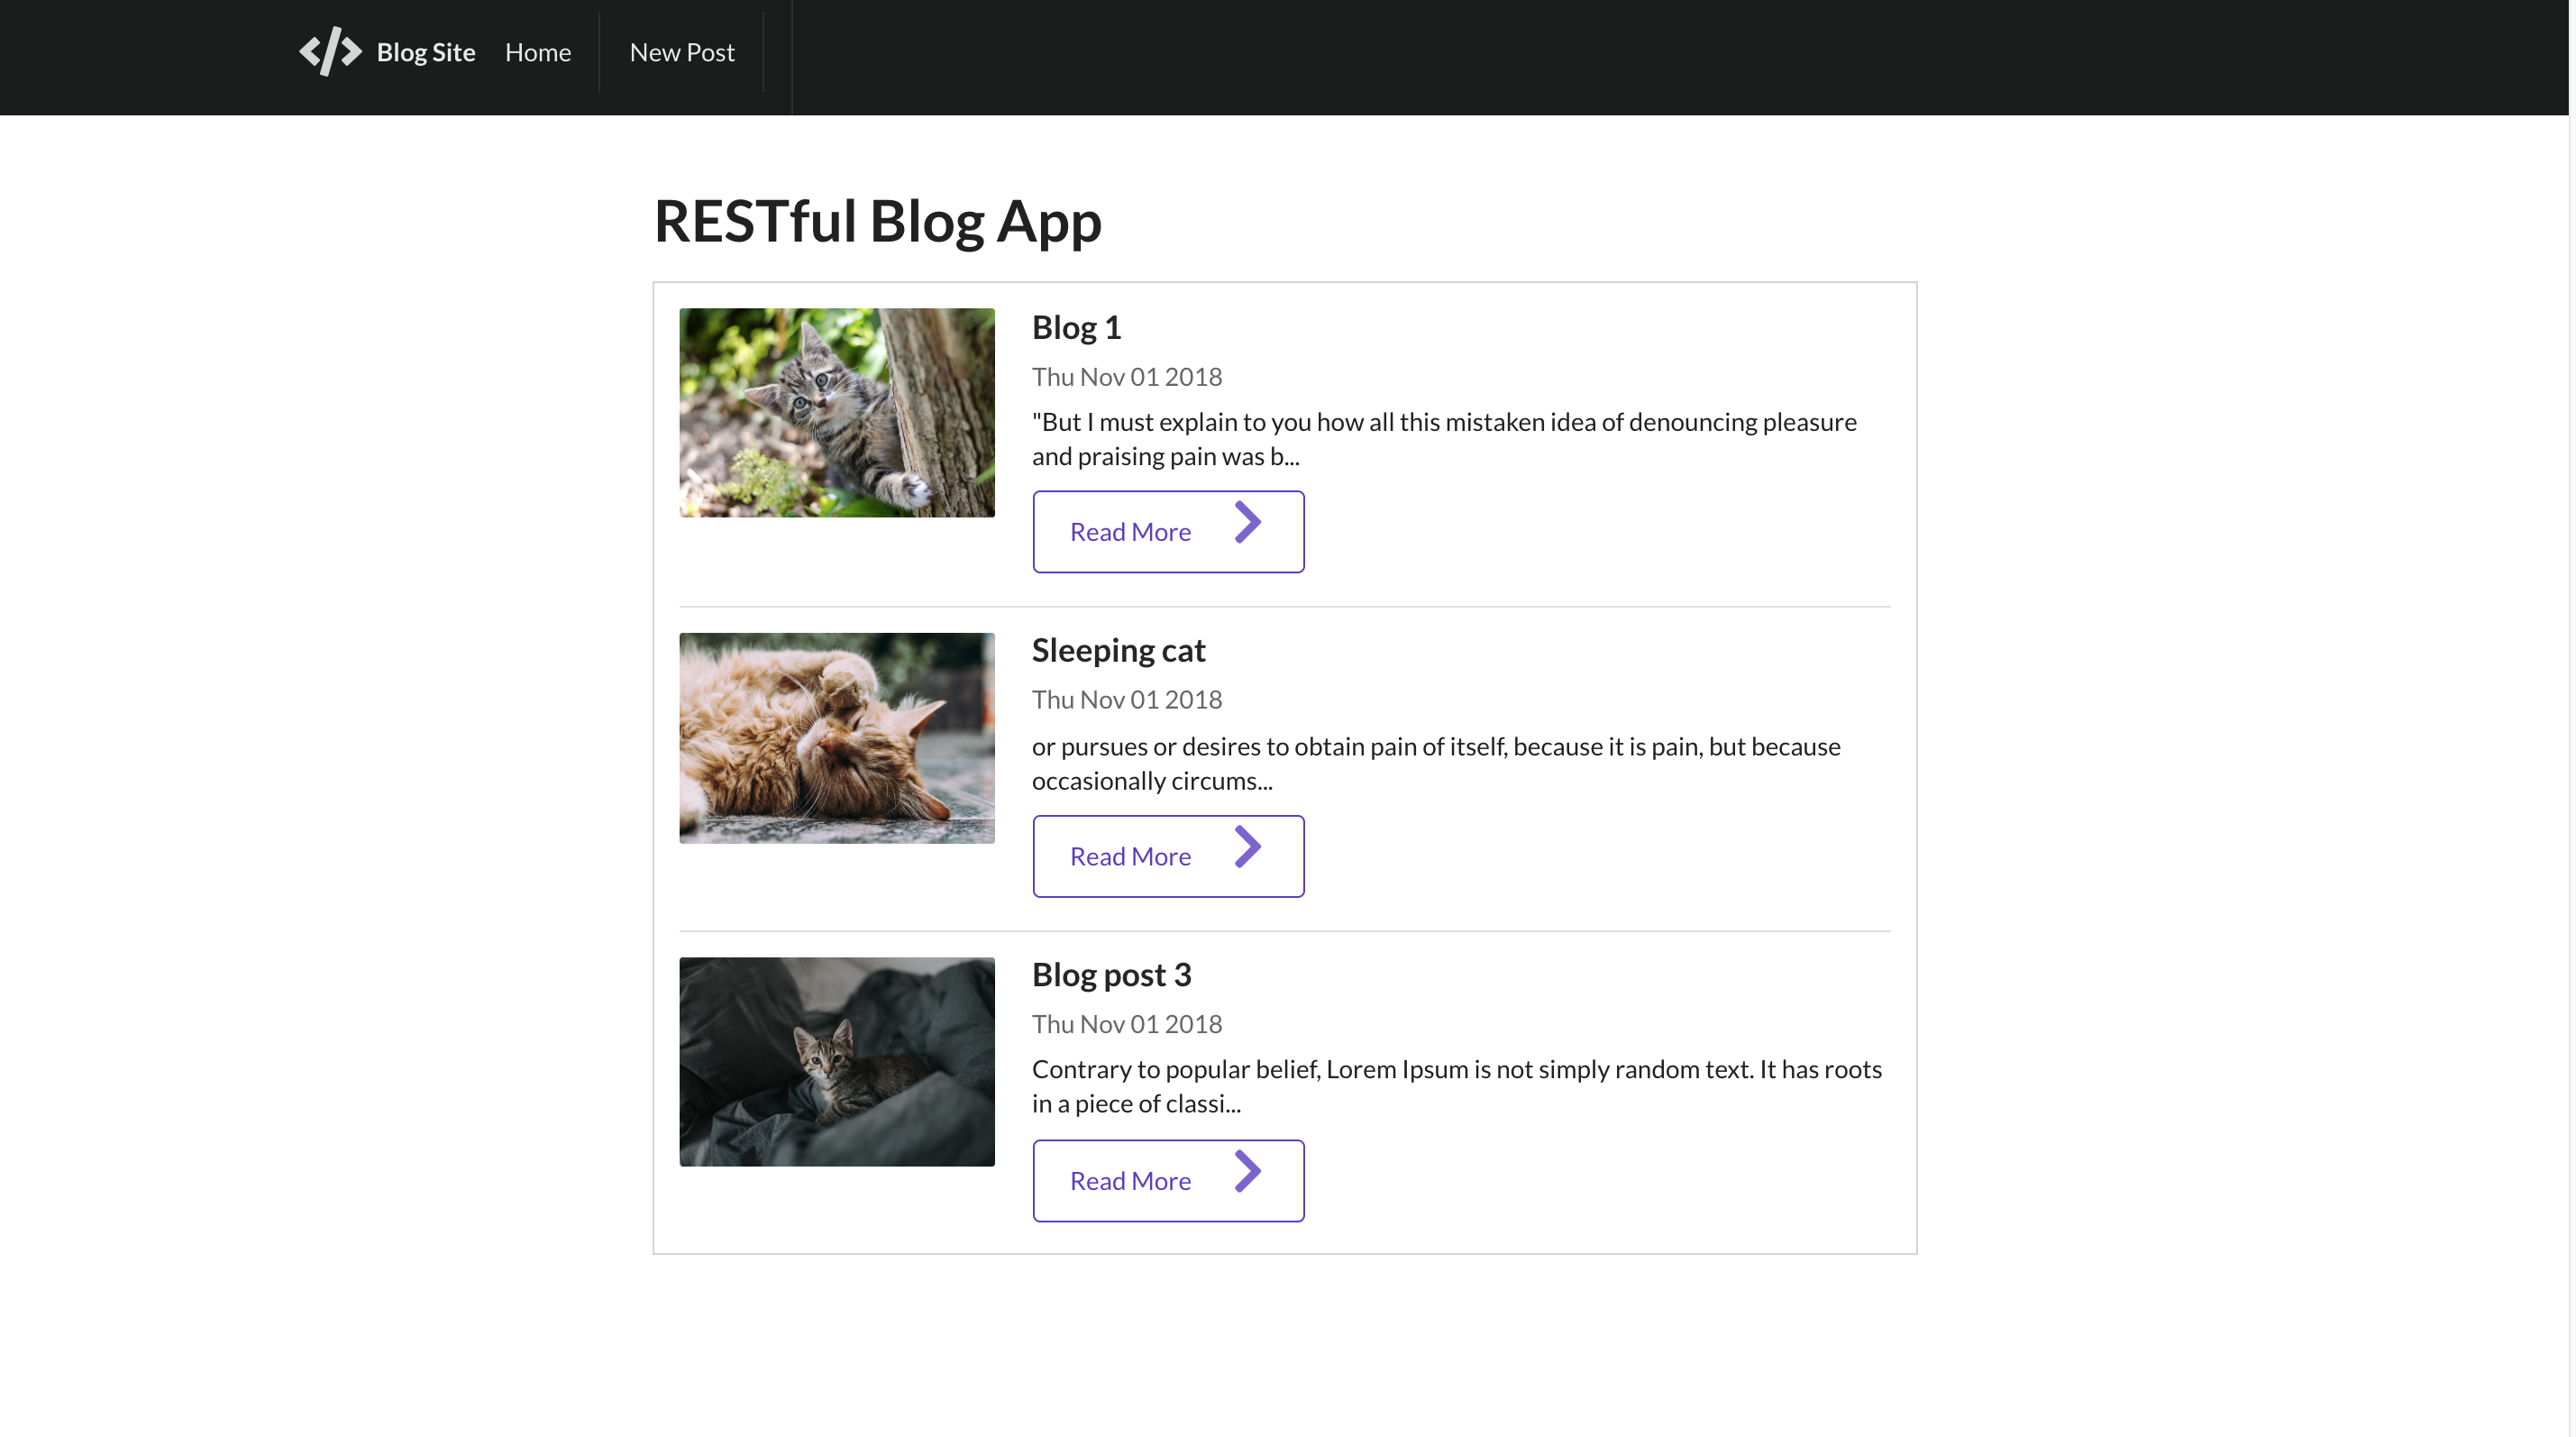 Blog Site Home New Post
RESTful Blog App
Blog 1
Thu Nov 01 2018
"But I must explain to you how all this mistaken idea of denouncing pleasure
and praising pain was b...
Read More
Sleeping cat
Thu Nov 01 2018
or pursues or desires to obtain pain of itself, because it is pain, but because
occasionally circums...
Read More
Blog post 3
Thu Nov 01 2018
Contrary to popular belief, Lorem Ipsum is not simply random text. It has roots
in a piece of classi...
Read More